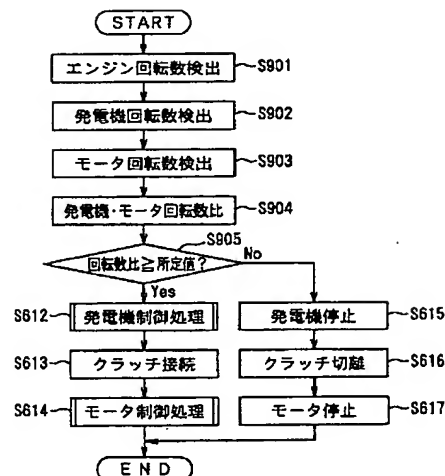 START
エンジン回転数検出
S901
発電機回転数検出
S902
モータ回転数検出
S903
発電機・モータ回転数比
S904
S905
回転数比≧所定値？
No
Yes
S612
発電機制御処理
発電機停止
S615
S613
クラッチ接続
クラッチ切離
S616
S614
モータ制御処理
モータ停止
S617
END